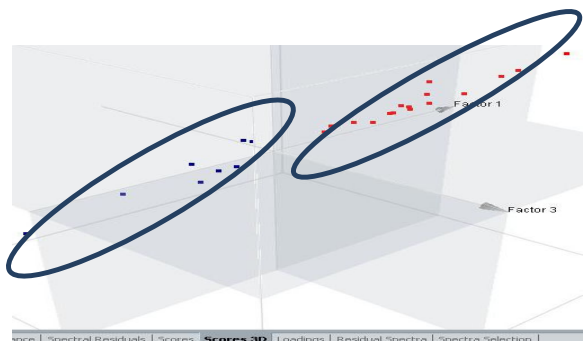 Factor 1
Factor 3
Spectral Residuals | Scores | Scores 3D | Loadings | Residual Spectra | Spectra Selection |